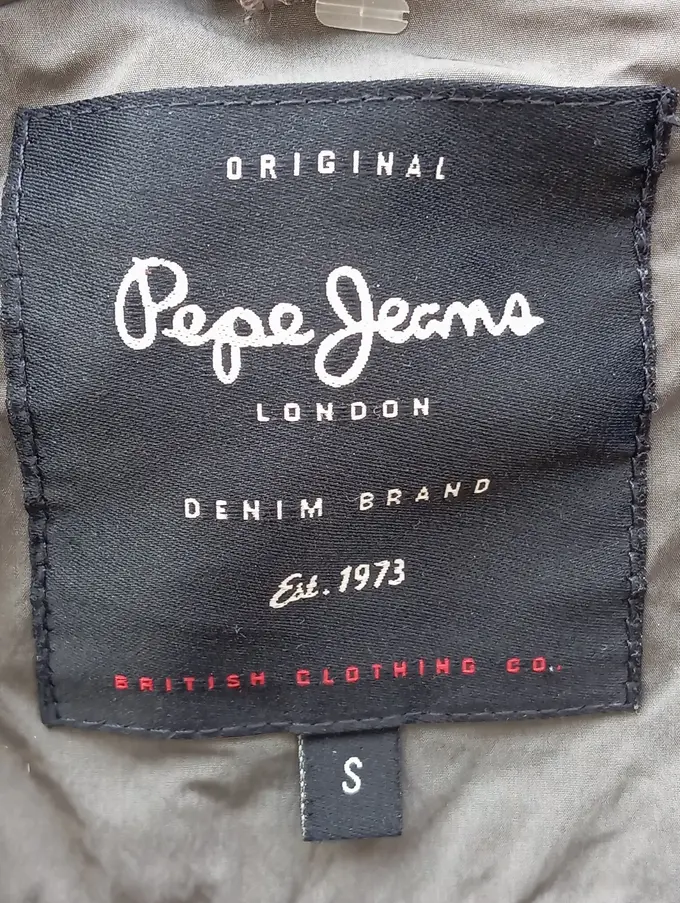 ORIGINAL
Pepe Jeans
LONDON
DENIM BRAND
Est. 1973
BRITISH CLOTHING CO.
S